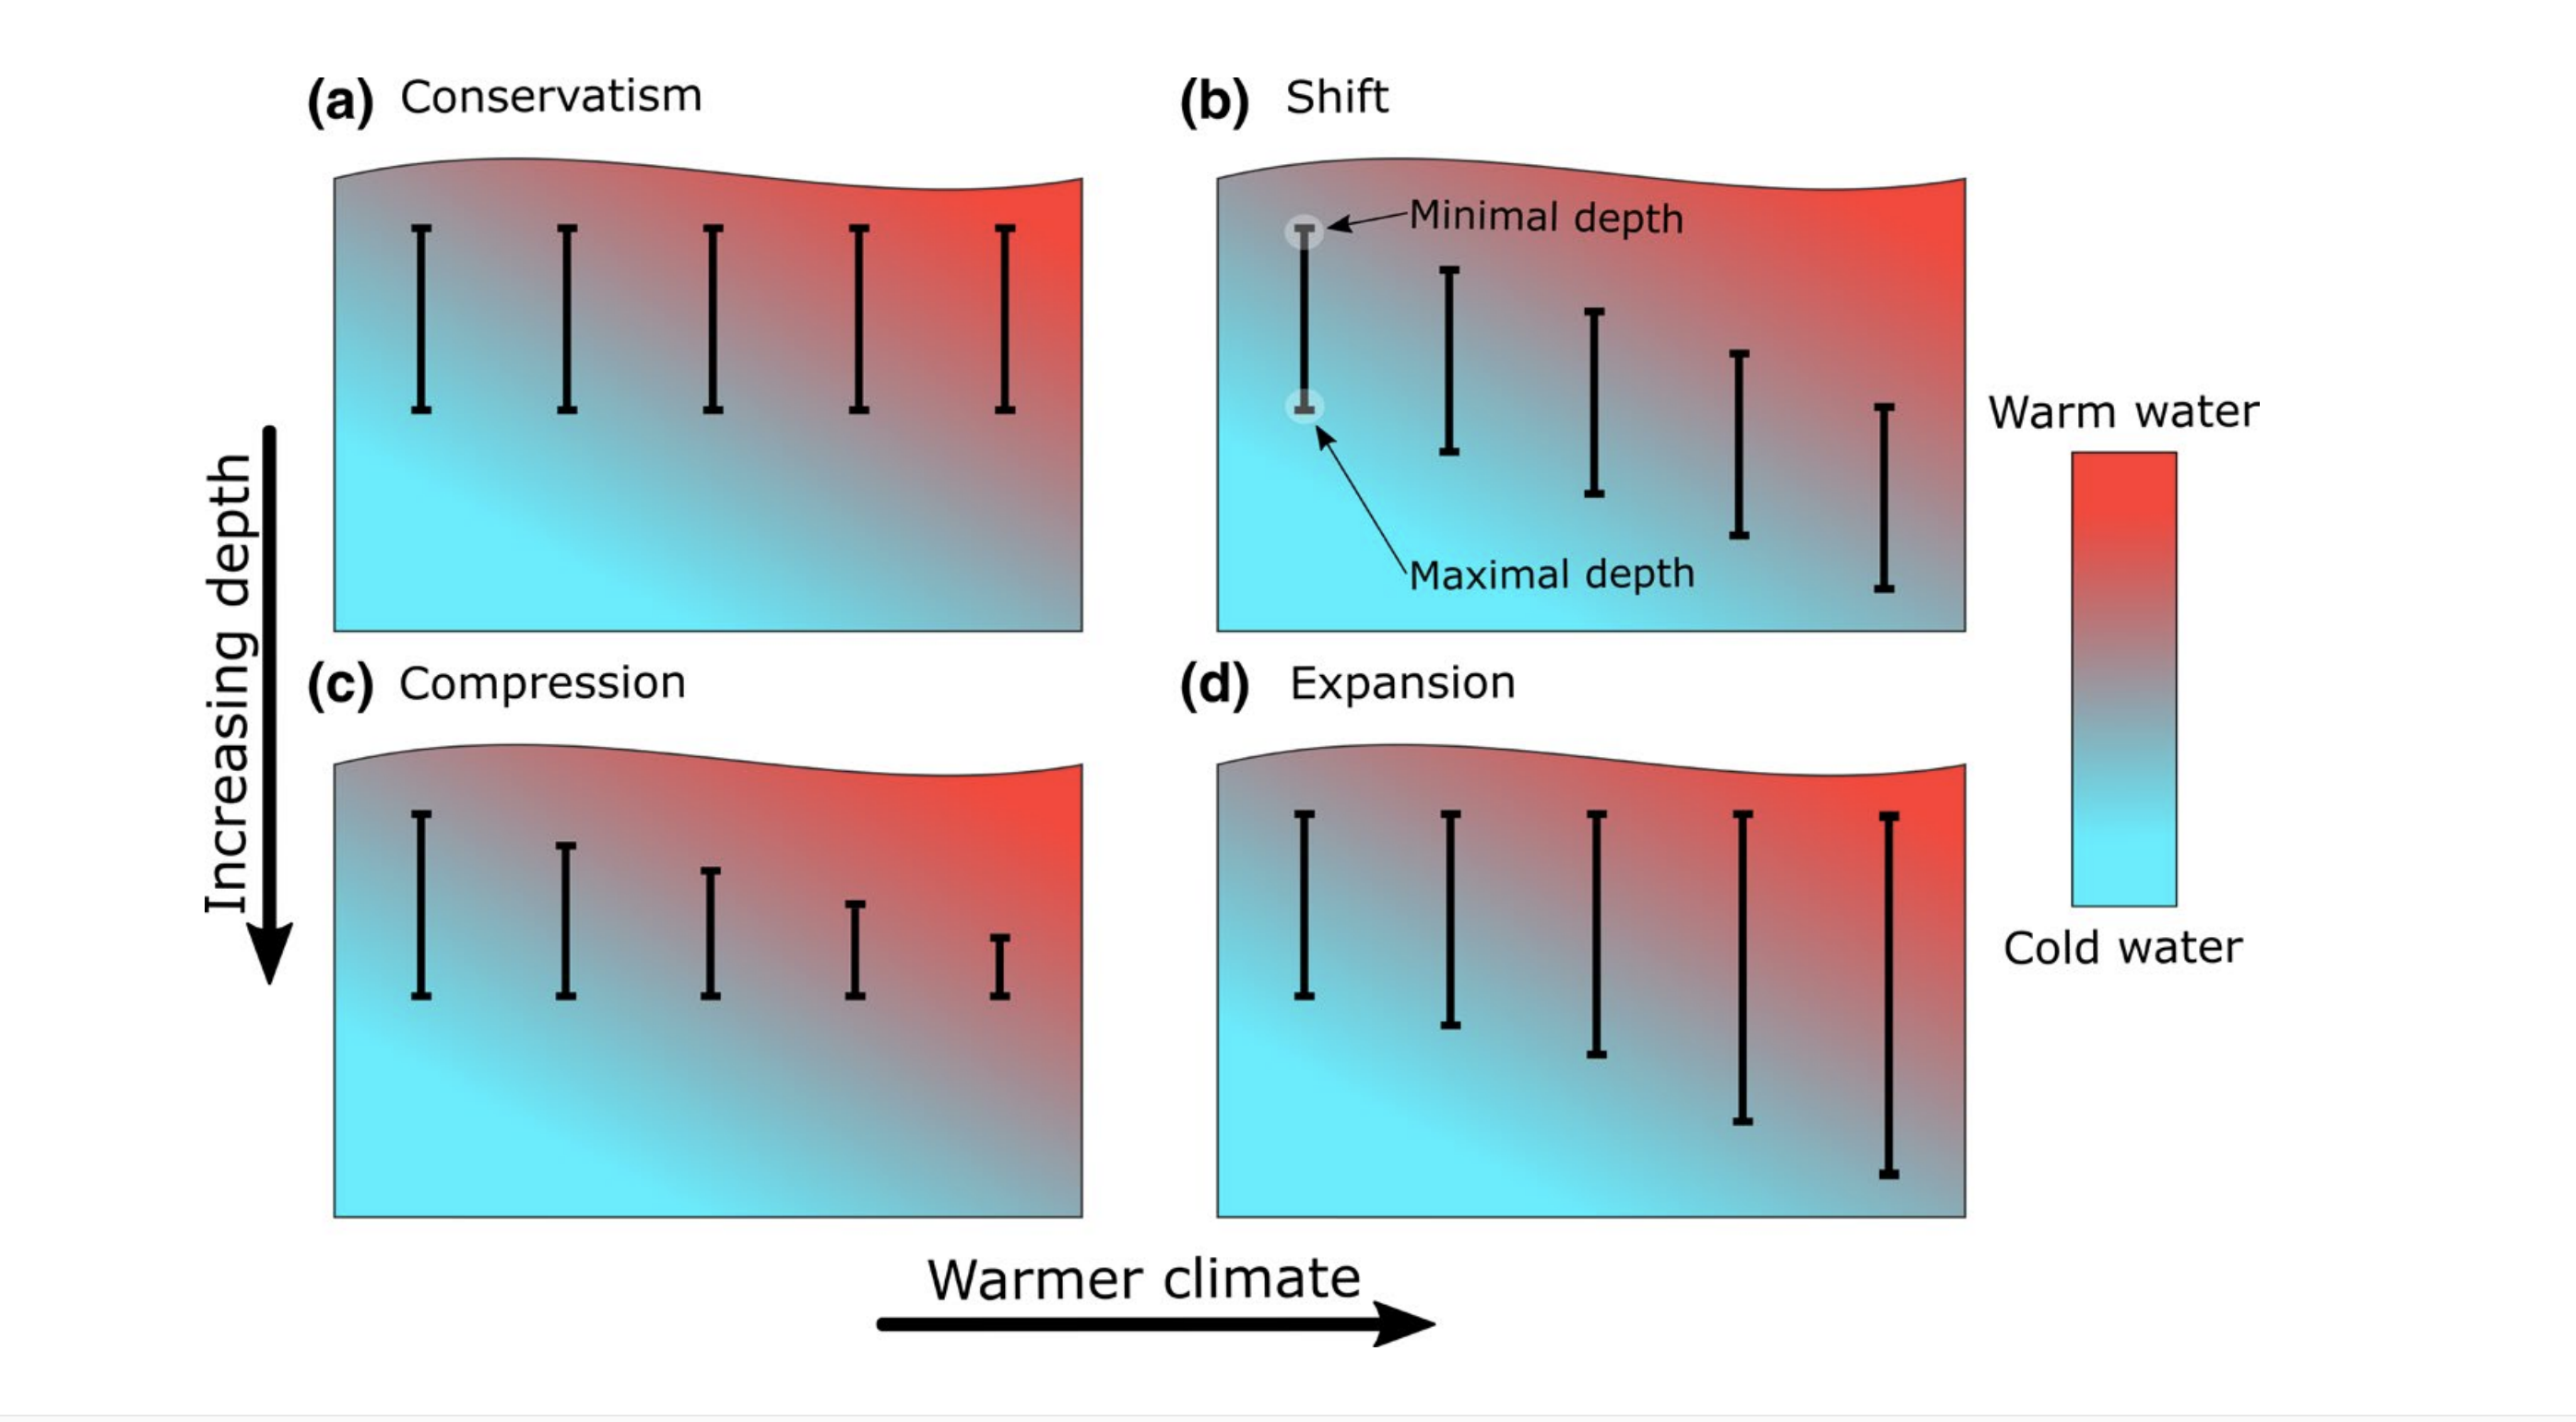 (a) Conservatism
(b) Shift
Minimal depth
Maximal depth
Increasing depth
Warm water
Cold water
(c) Compression
(d) Expansion
Warmer climate